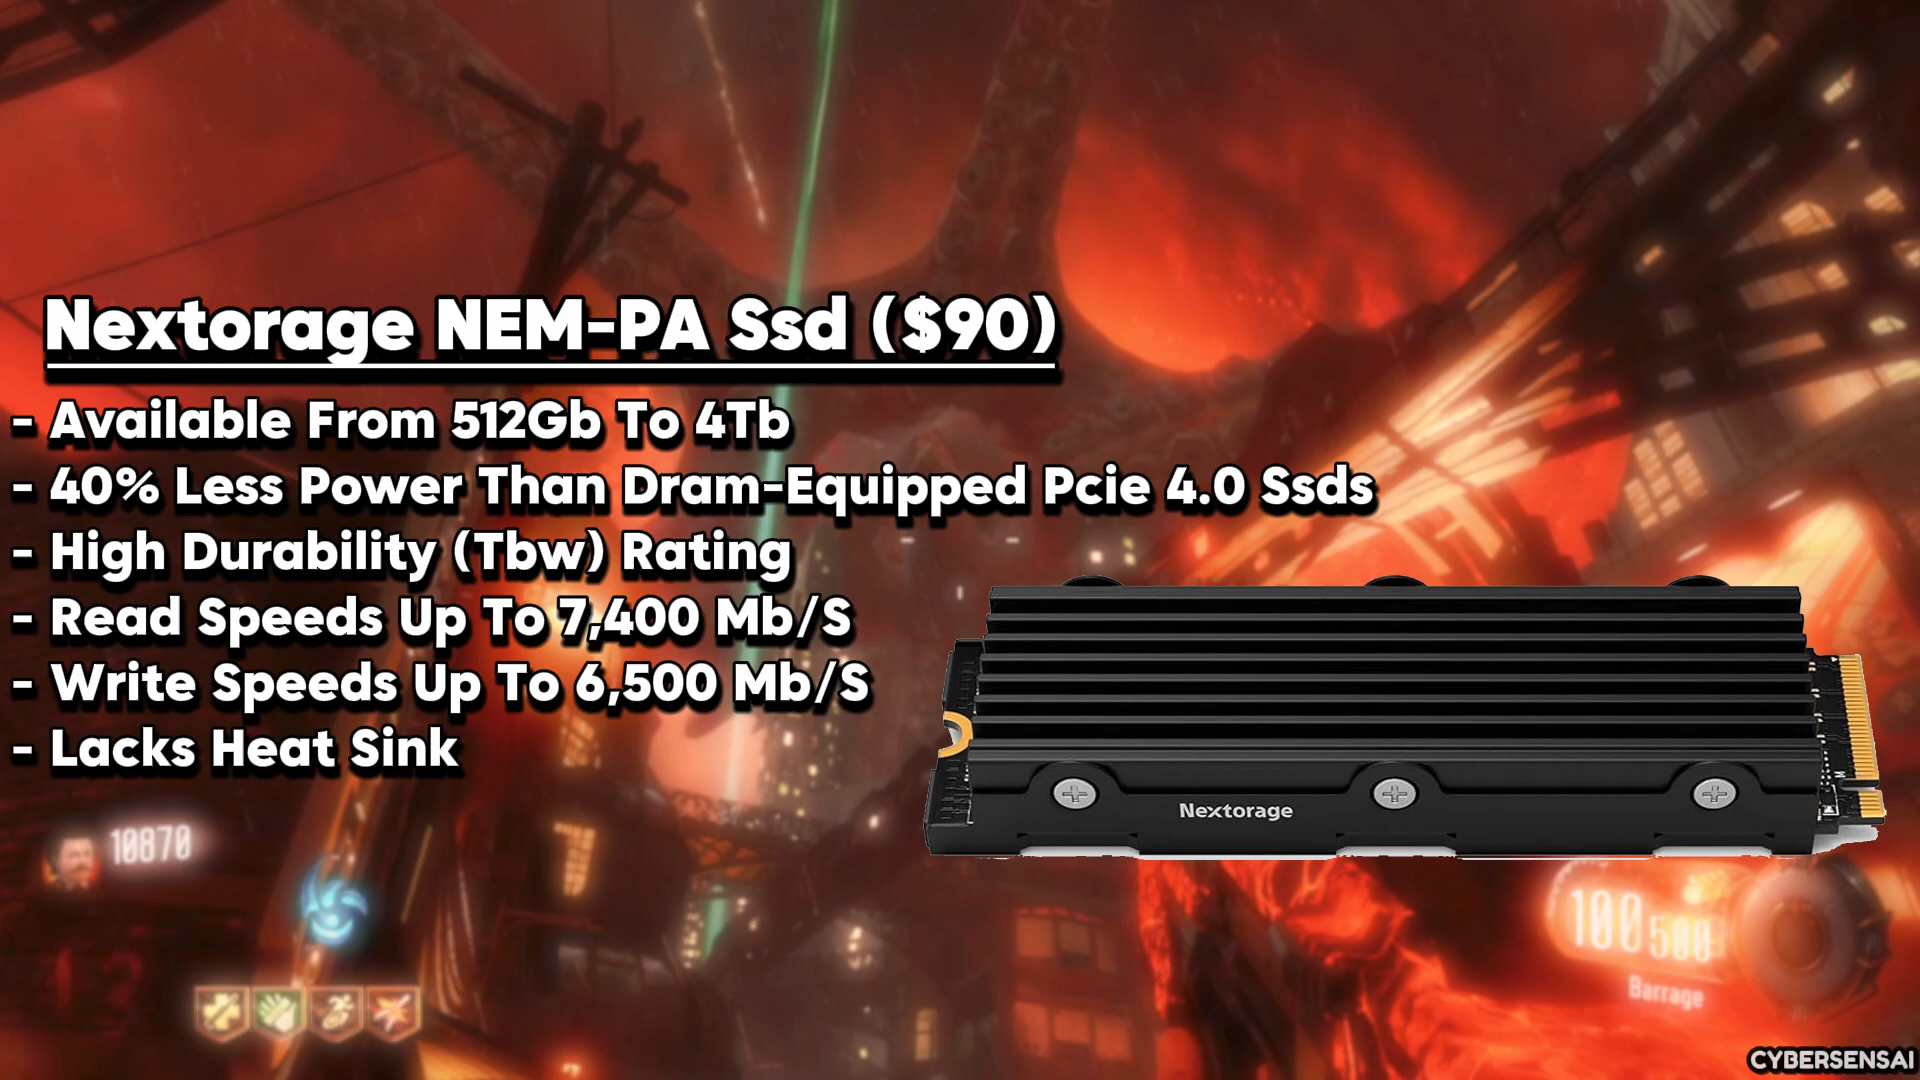 Nextorage NEM-PA Ssd ($90)
- Available From 512Gb To 4Tb
- 40% Less Power Than Dram-Equipped Pcie 4.0 Ssds
- High Durability (Tbw) Rating
- Read Speeds Up To 7,400 Mb/S
- Write Speeds Up To 6,500 Mb/S
- Lacks Heat Sink
Nextorage
10870
100 500
Barrage
CYBERSENSAI